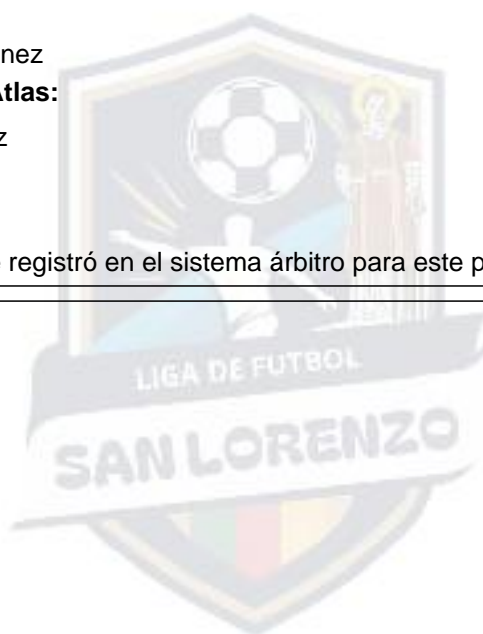 nez
Atlas:
z
registró en el sistema árbitro para este p
LIGA DE FUTBOL
SAN LORENZO